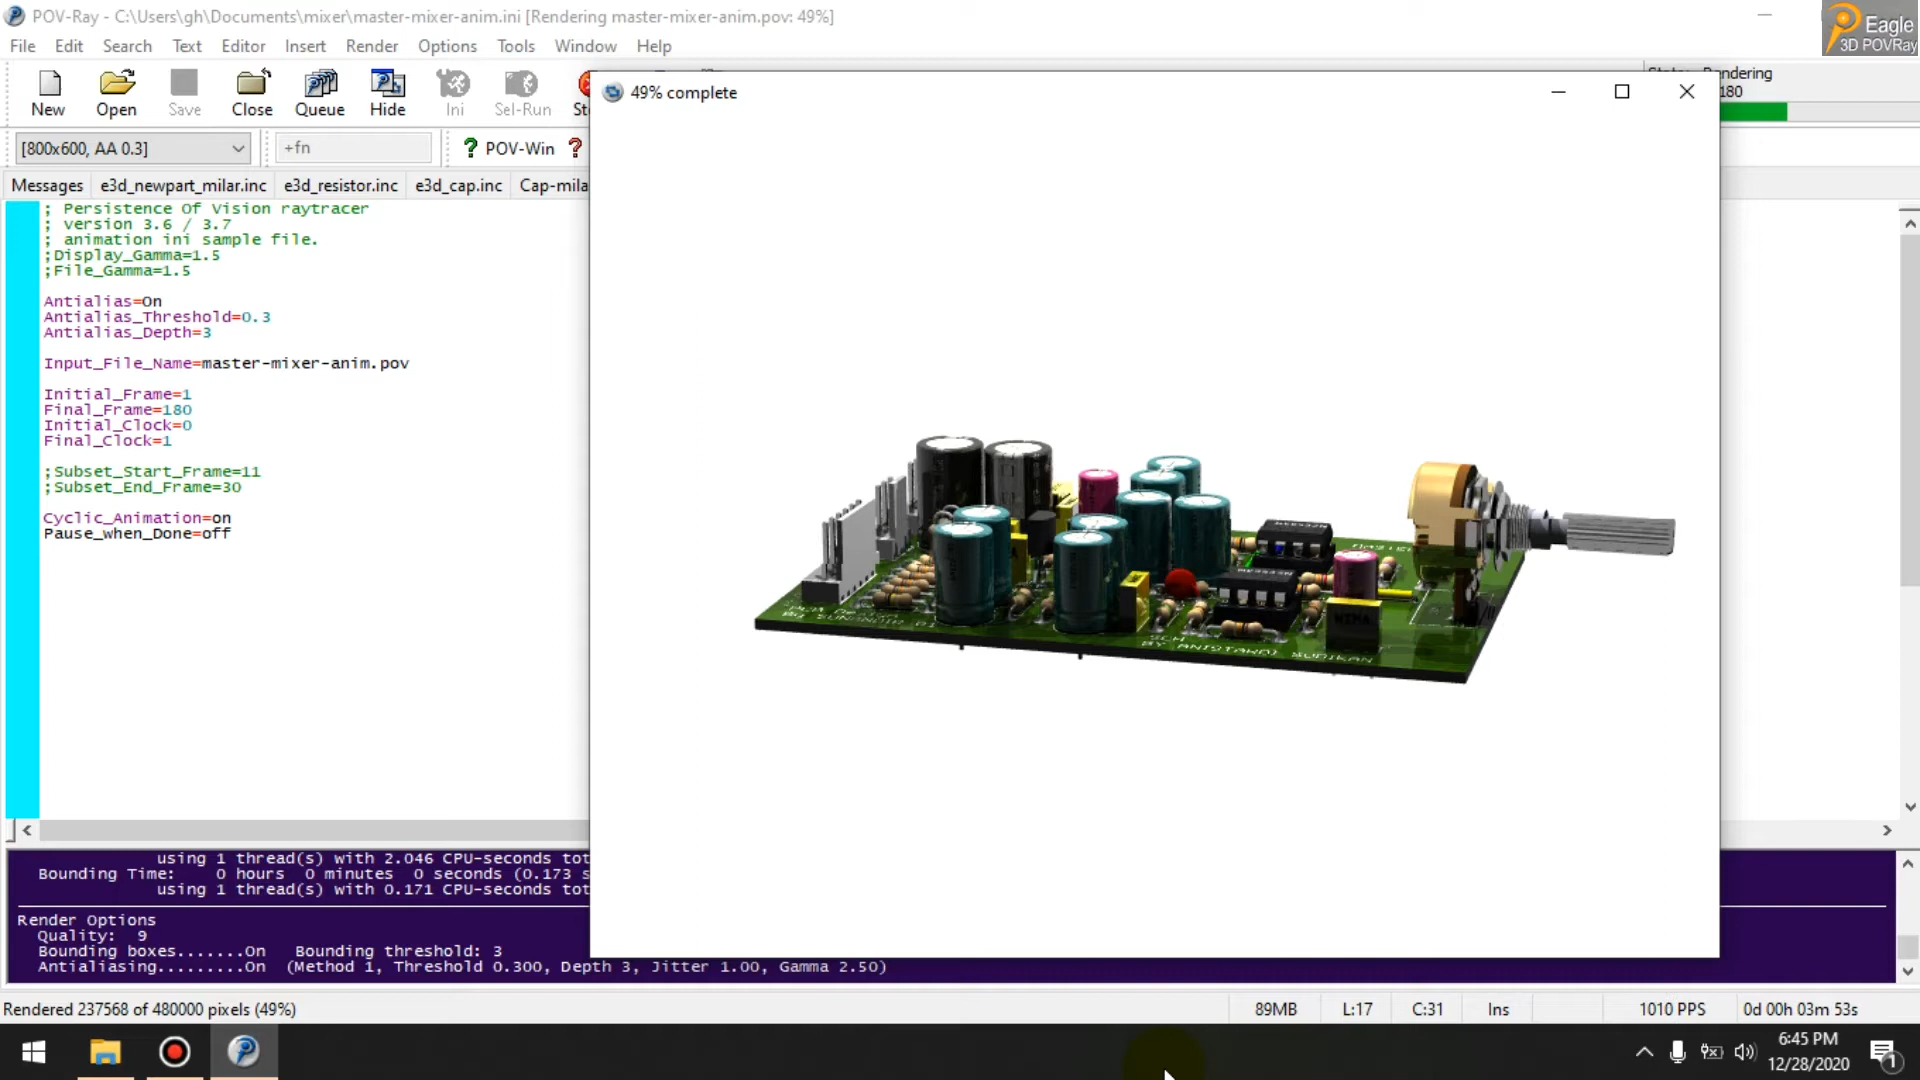 POV-Ray - C:\Users\gh\Documents\mixer\master-mixer-anim.ini [Rendering master-mixer-anim.pov: 49%]
Eagle
3D POVRay
File Edit Search Text Editor Insert Render Options Tools Window Help
New Open Save Close Queue Hide Ini Sel-Run
49% complete
Rendering
180
[800x600, AA 0.3] +fn POV-Win
Messages e3d_newpart_milar.inc e3d_resistor.inc e3d_cap.inc Cap-mila
; Persistence Of Vision raytracer
; version 3.6 / 3.7
; animation ini sample file.
;Display_Gamma=1.5
;File_Gamma=1.5
Antialias=On
Antialias_Threshold=0.3
Antialias_Depth=3
Input_File_Name=master-mixer-anim.pov
Initial_Frame=1
Final_Frame=180
Initial_Clock=0
Final_Clock=1
;Subset_Start_Frame=11
;Subset_End_Frame=30
Cyclic_Animation=on
Pause_when_Done=off
WIMA
BY
using 1 thread(s) with 2.046 CPU-seconds tot
Bounding Time: 0 hours 0 minutes 0 seconds (0.173 s
using 1 thread(s) with 0.171 CPU-seconds tot
Render Options
Quality: 9
Bounding boxes.......On Bounding threshold: 3
Antialiasing.........On (Method 1, Threshold 0.300, Depth 3, Jitter 1.00, Gamma 2.50)
Rendered 237568 of 480000 pixels (49%) 89MB L:17 C:31 Ins 1010 PPS 0d 00h 03m 53s
6:45 PM
12/28/2020
1